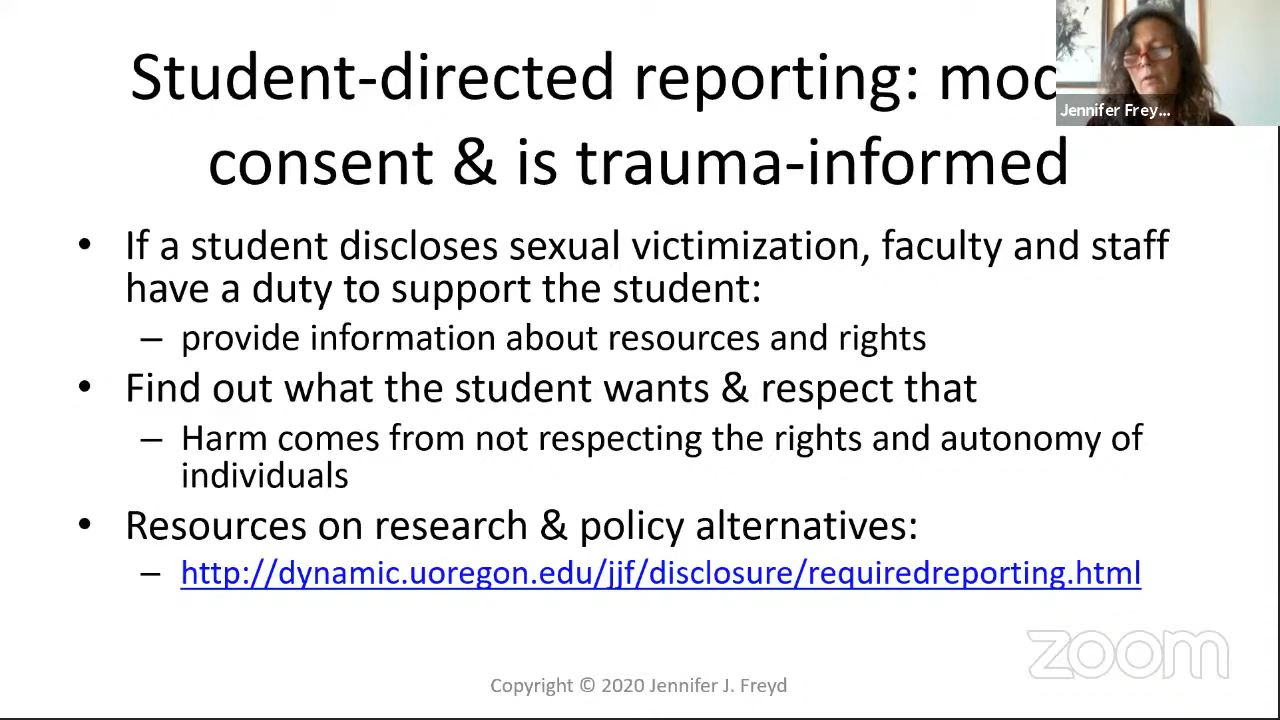 Student-directed reporting: mod
consent & is trauma-informed
Jennifer Frey...
• If a student discloses sexual victimization, faculty and staff
have a duty to support the student:
– provide information about resources and rights
• Find out what the student wants & respect that
– Harm comes from not respecting the rights and autonomy of
individuals
• Resources on research & policy alternatives:
– http://dynamic.uoregon.edu/jjf/disclosure/requiredreporting.html
zoom
Copyright © 2020 Jennifer J. Freyd